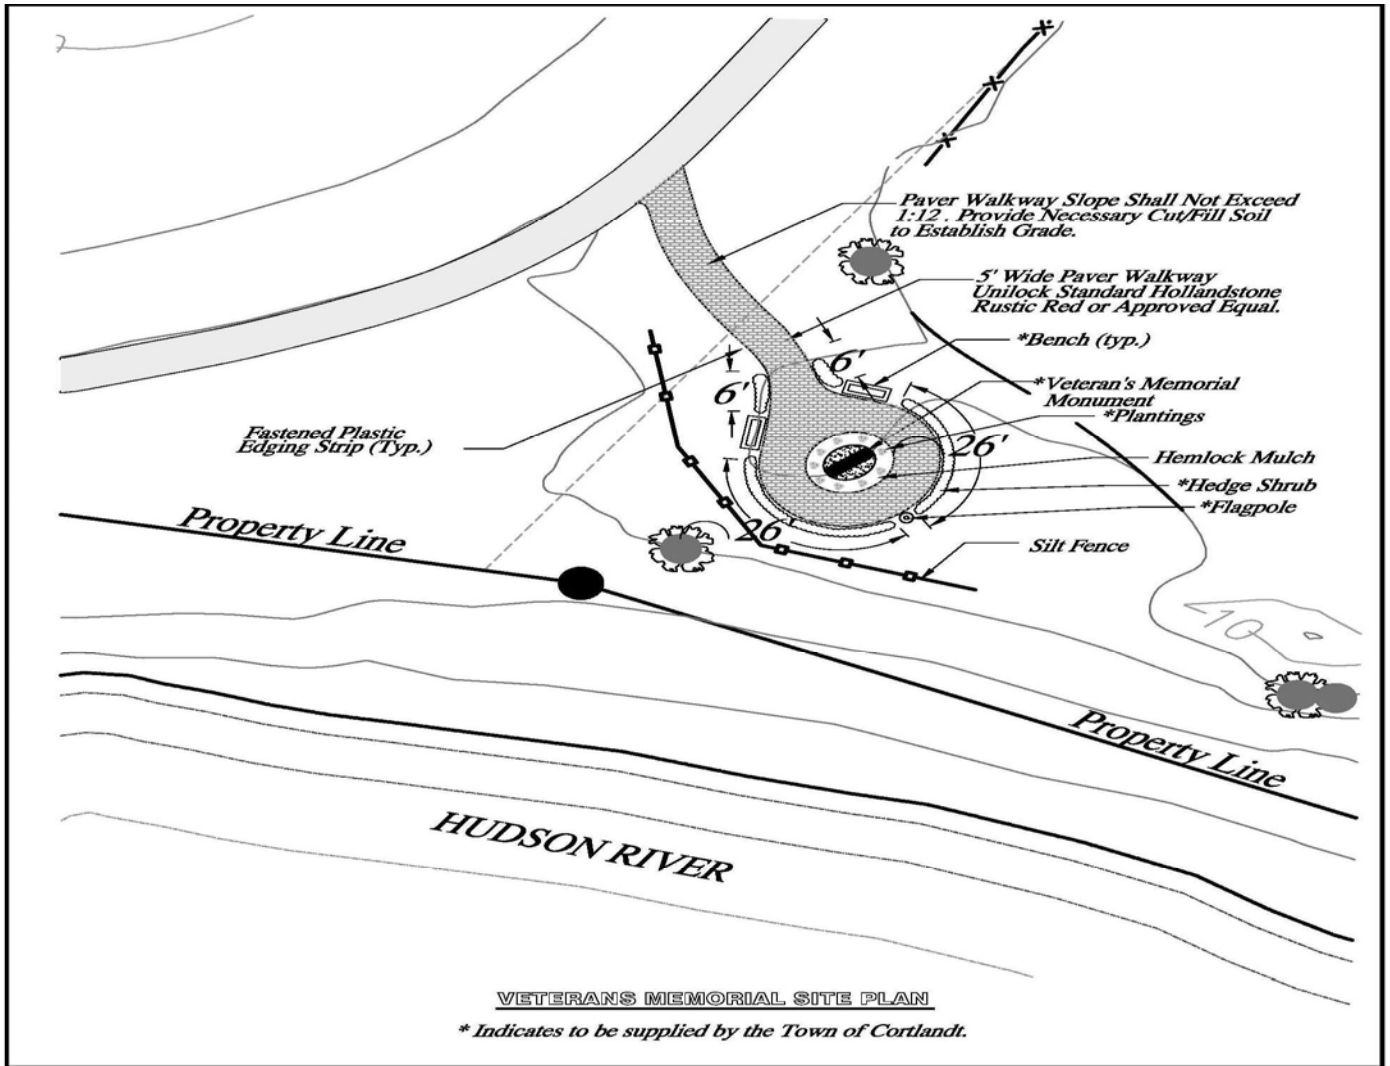 Paver Walkway Slope Shall Not Exceed
1:12 . Provide Necessary Cut/Fill Soil
to Establish Grade.
5' Wide Paver Walkway
Unilock Standard Hollandstone
Rustic Red or Approved Equal.
*Bench (typ.)
6'
6'
*Veteran's Memorial
Monument
*Plantings
26'
Fastened Plastic
Edging Strip (Typ.)
Hemlock Mulch
*Hedge Shrub
*Flagpole
26'
Silt Fence
Property Line
10
Property Line
HUDSON RIVER
VETERANS MEMORIAL SITE PLAN
* Indicates to be supplied by the Town of Cortlandt.